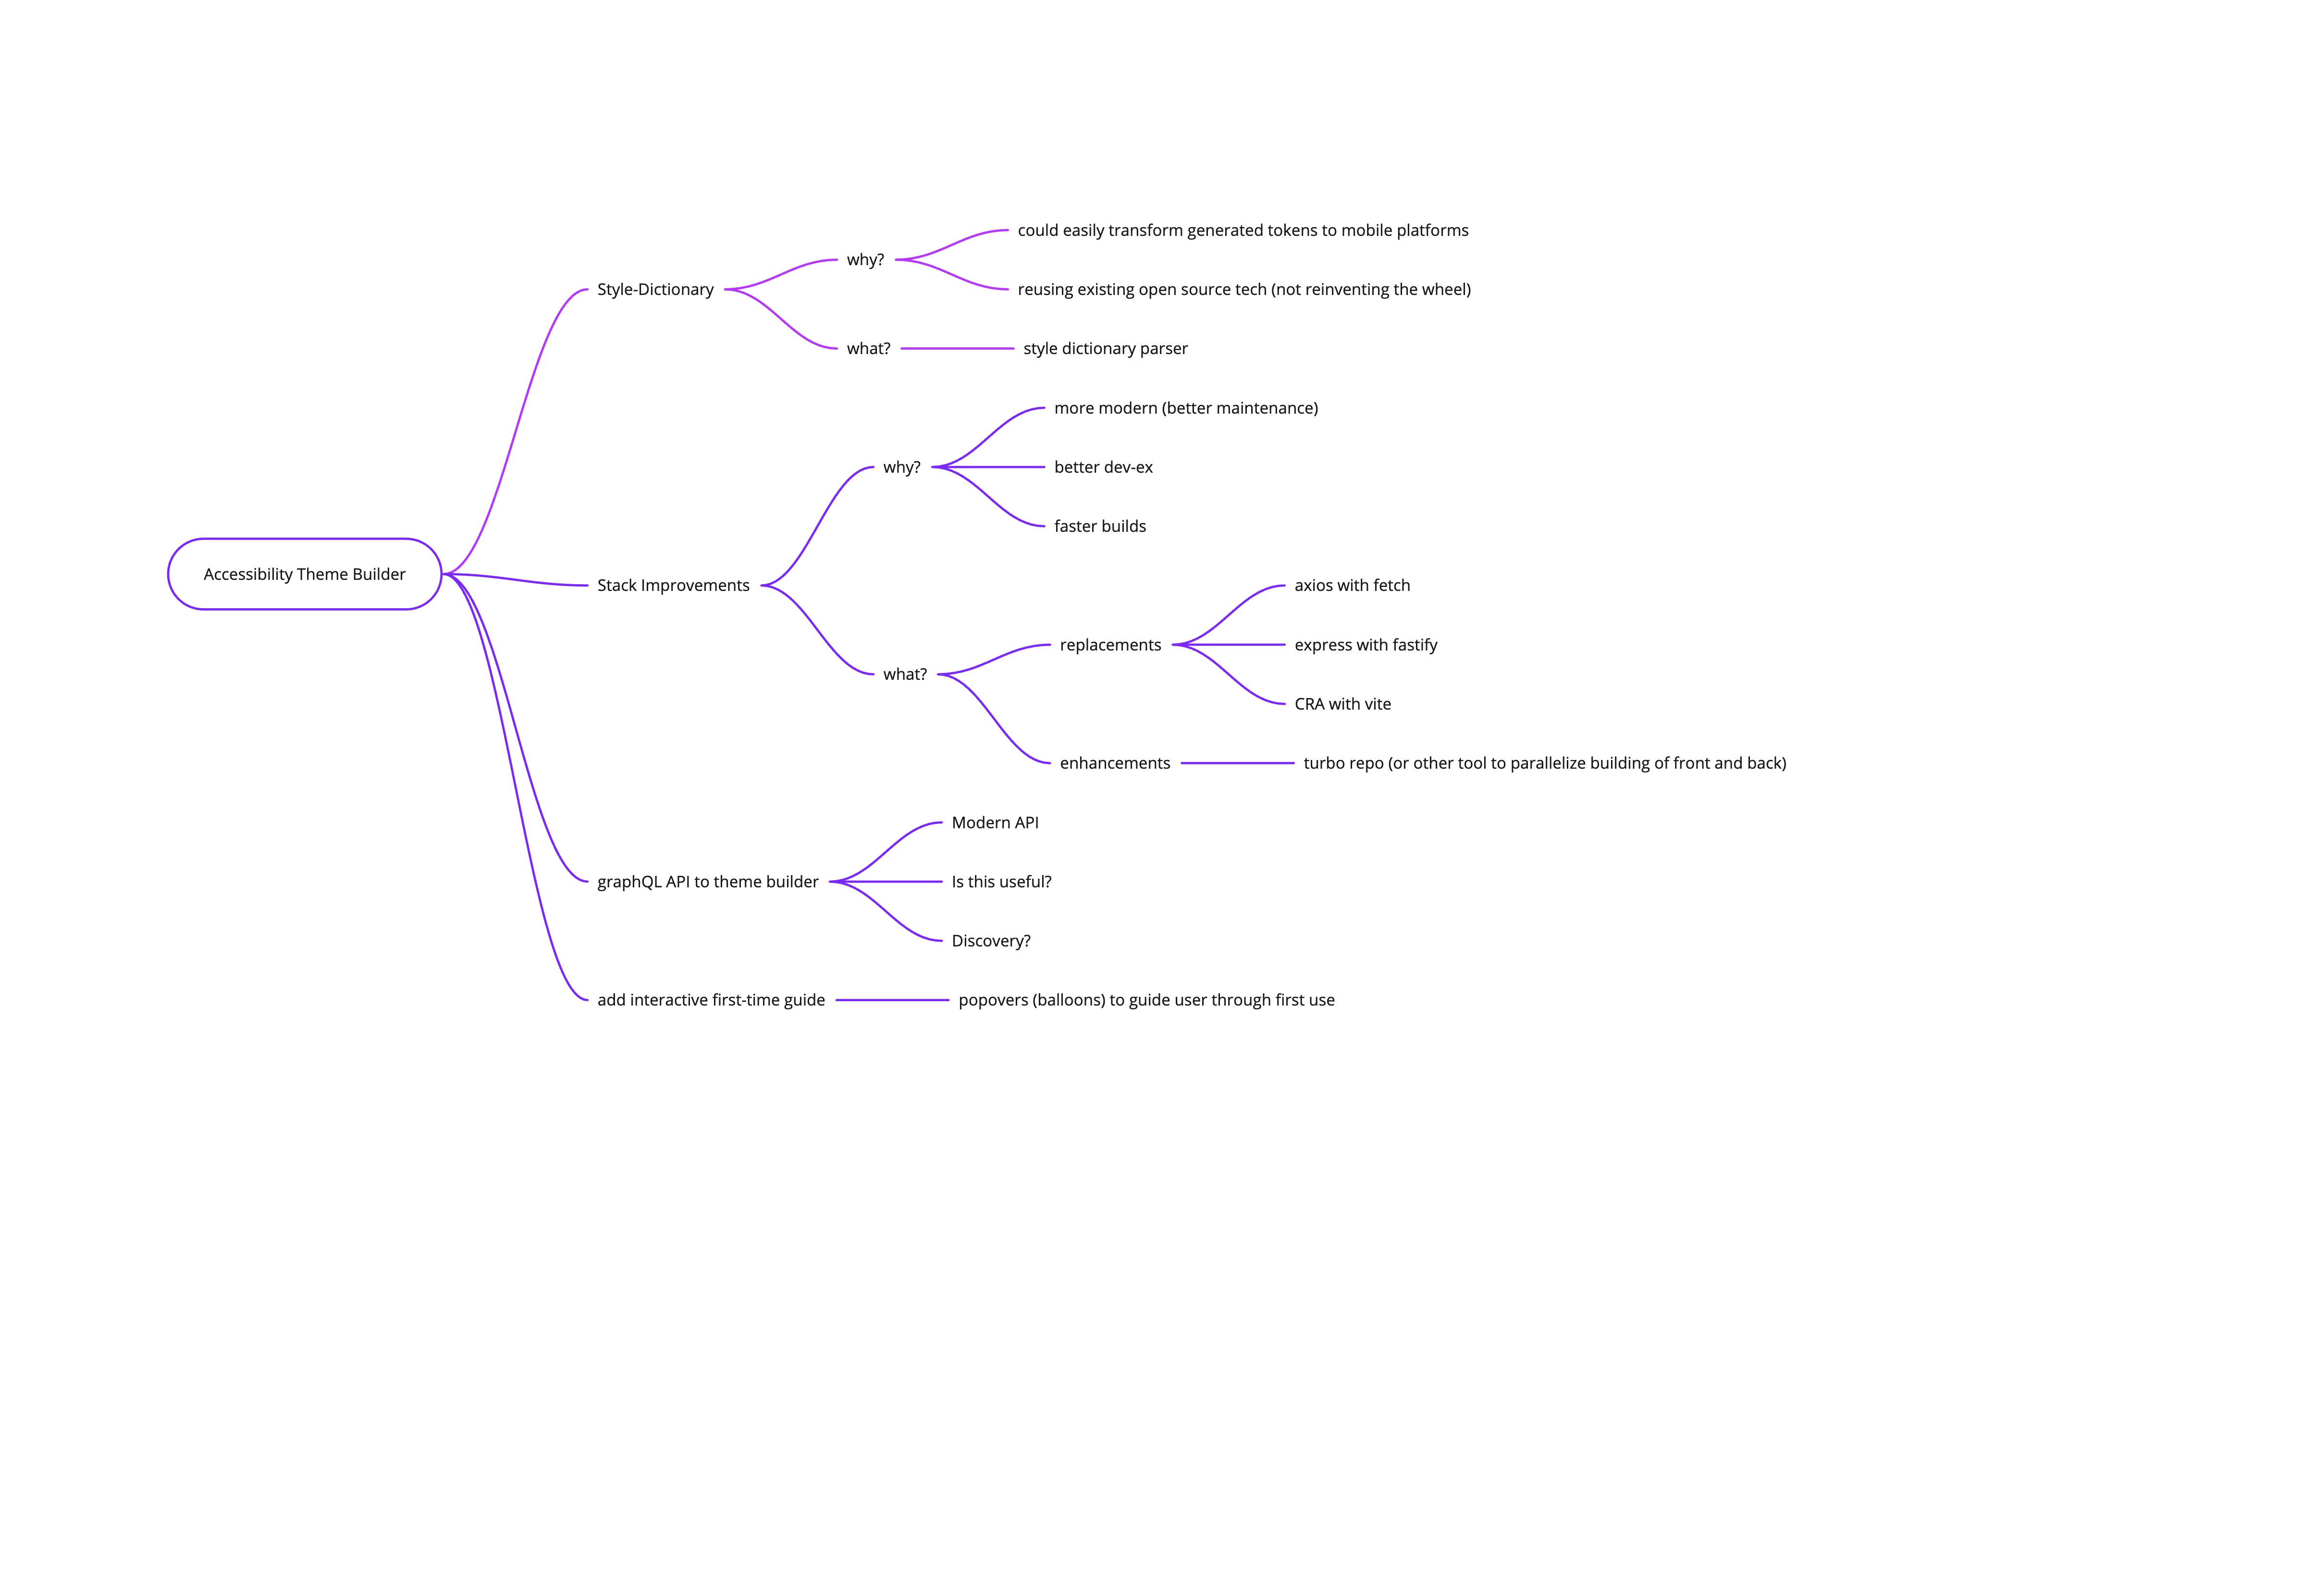 Accessibility Theme Builder
Style-Dictionary
why?
could easily transform generated tokens to mobile platforms
reusing existing open source tech (not reinventing the wheel)
what?
style dictionary parser
Stack Improvements
why?
more modern (better maintenance)
better dev-ex
faster builds
what?
replacements
axios with fetch
express with fastify
CRA with vite
enhancements
turbo repo (or other tool to parallelize building of front and back)
graphQL API to theme builder
Modern API
Is this useful?
Discovery?
add interactive first-time guide
popovers (balloons) to guide user through first use